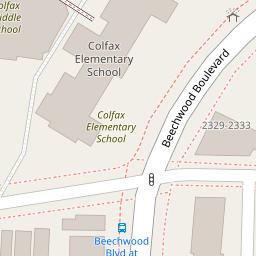 Colfax
Middle
School
Colfax
Elementary
School
Colfax
Elementary
School
Beechwood Boulevard
2329-2333
Beechwood
Blvd at